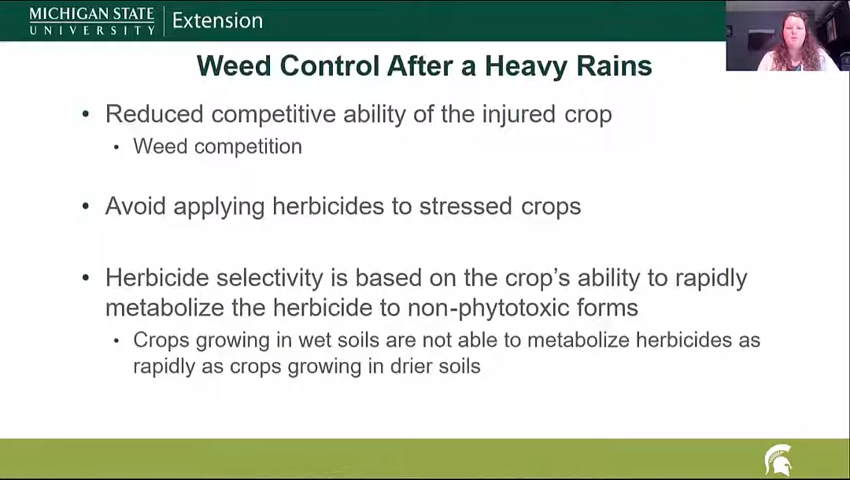 MICHIGAN STATE
UNIVERSITY
Extension
Weed Control After a Heavy Rains
• Reduced competitive ability of the injured crop
• Weed competition
• Avoid applying herbicides to stressed crops
• Herbicide selectivity is based on the crop's ability to rapidly
metabolize the herbicide to non-phytotoxic forms
• Crops growing in wet soils are not able to metabolize herbicides as
rapidly as crops growing in drier soils